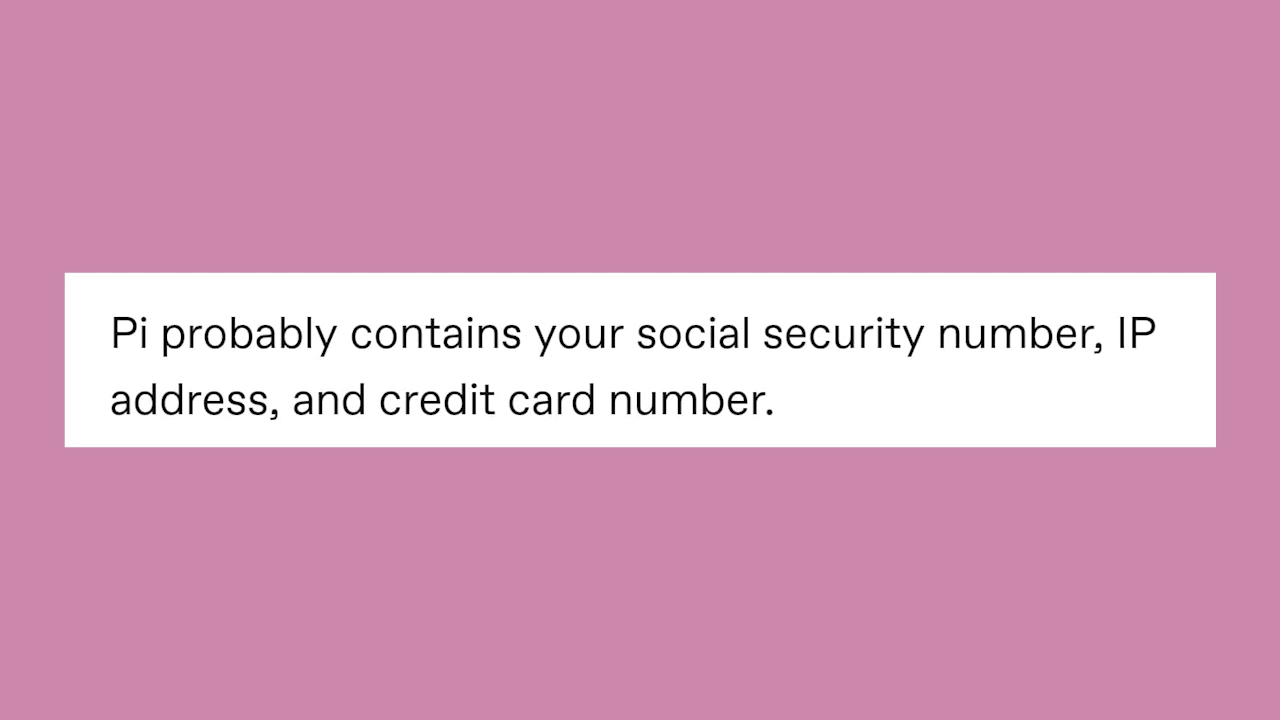 Pi probably contains your social security number, IP
address, and credit card number.